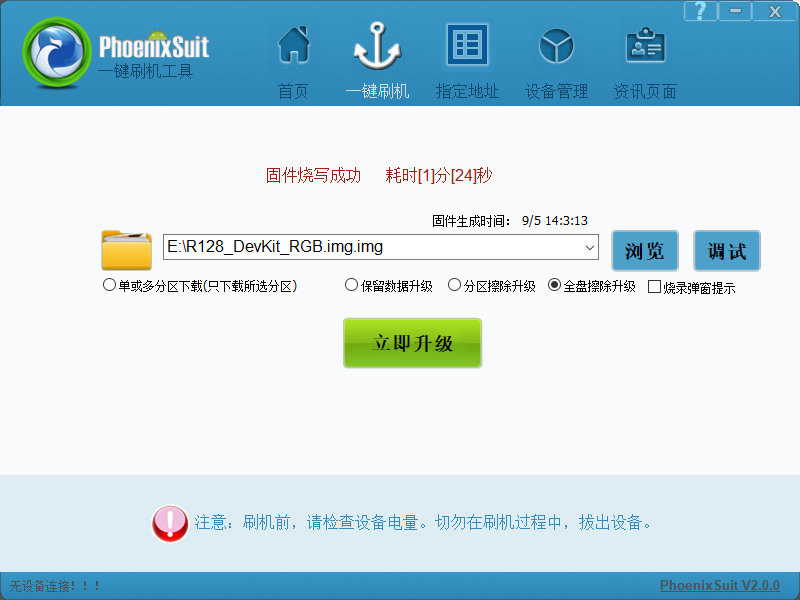 PhoenixSuit
一键刷机工具
首页 一键刷机 指定地址 设备管理 资讯页面
固件烧写成功 耗时[1]分[24]秒
固件生成时间： 9/5 14:3:13
E:\R128_DevKit_RGB.img.img 浏览 调试
单或多分区下载(只下载所选分区) 保留数据升级 分区擦除升级 全盘擦除升级 烧录弹窗提示
立即升级
注意：刷机前，请检查设备电量。切勿在刷机过程中，拔出设备。
无设备连接！！！ PhoenixSuit V2.0.0